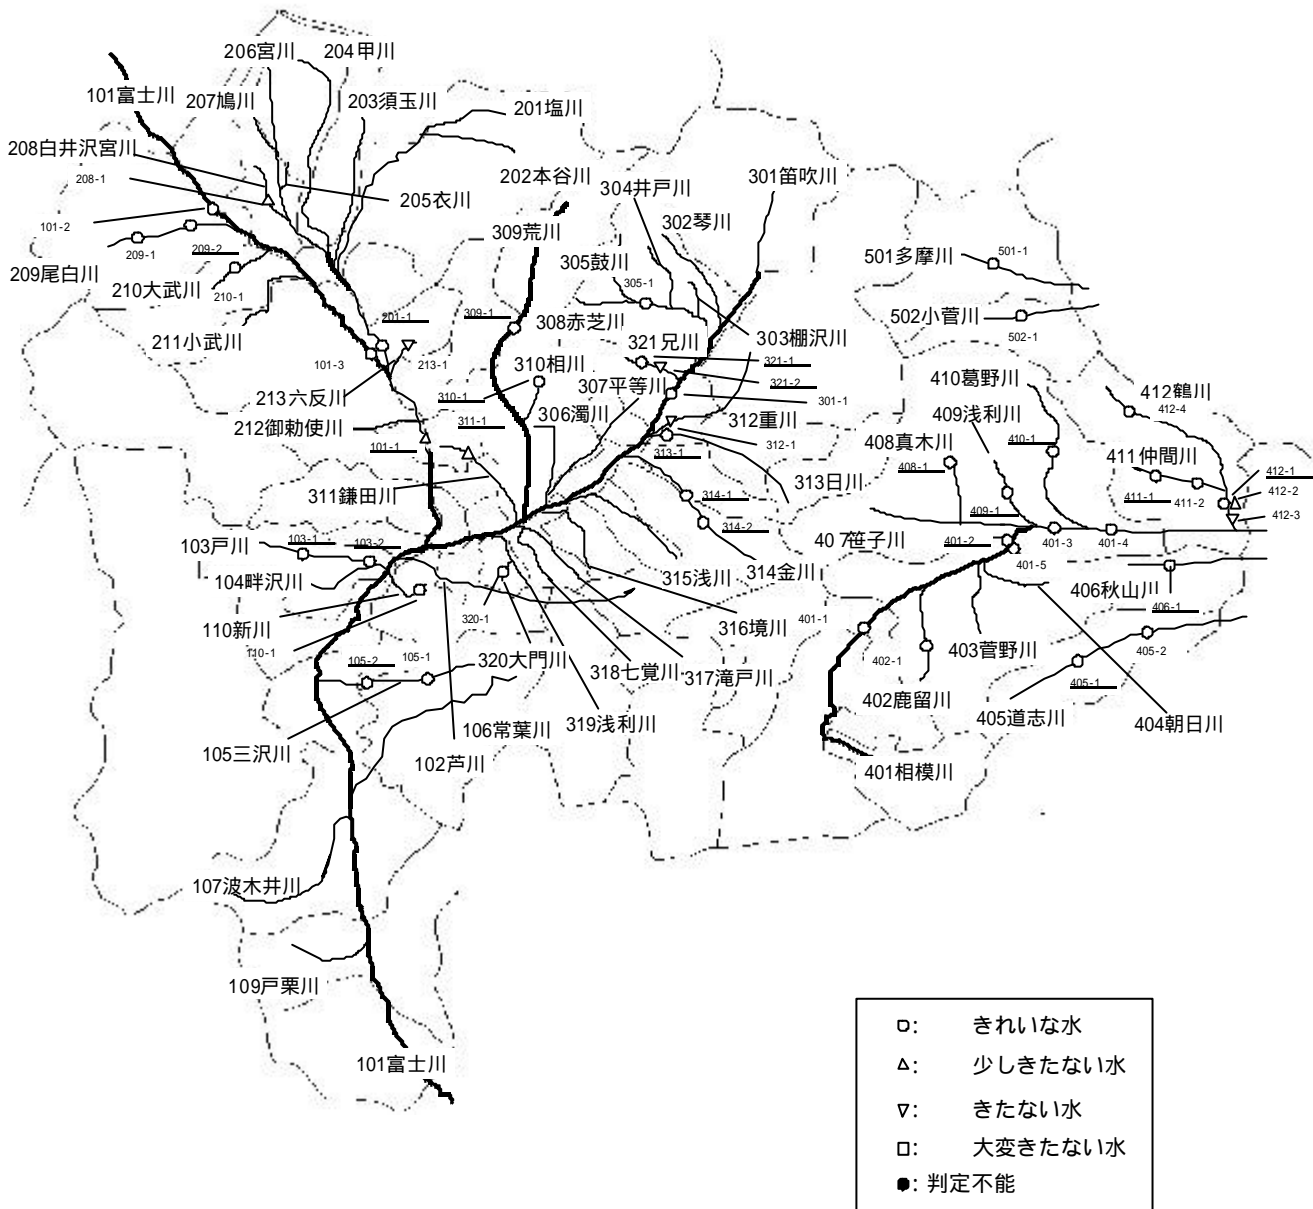 206宮川
204甲川
101富士川
207鳩川
203須玉川
201塩川
208白井沢宮川
208-1
202本谷川
304井戸川
301笛吹川
205衣川
302琴川
101-2
309荒川
209-1
209-2
305鼓川
305-1
501多摩川
501-1
209尾白川
210大武川
210-1
201-1
309-1
308赤芝川
303棚沢川
502小菅川
502-1
211小武川
101-3
213-1
310相川
321兄川
321-1
321-2
410葛野川
412鶴川
412-4
213六反川
310-1
307平等川
301-1
409浅利川
212御勅使川
311-1
306濁川
312重川
312-1
408真木川
410-1
101-1
313-1
408-1
411仲間川
412-1
411-1
411-2
412-2
412-3
311鎌田川
314-1
313日川
409-1
314-2
103戸川
103-1
103-2
407笹子川
401-2
401-3
401-4
401-5
104畔沢川
315浅川
314金川
406秋山川
406-1
110新川
320-1
316境川
401-1
110-1
105-2
105-1
320大門川
318七覚川
317滝戸川
402-1
403菅野川
405-2
405-1
402鹿留川
405道志川
404朝日川
105三沢川
106常葉川
319浅利川
102芦川
401相模川
107波木井川
109戸栗川
101富士川
: きれいな水
: 少しきたない水
: きたない水
: 大変きたない水
: 判定不能